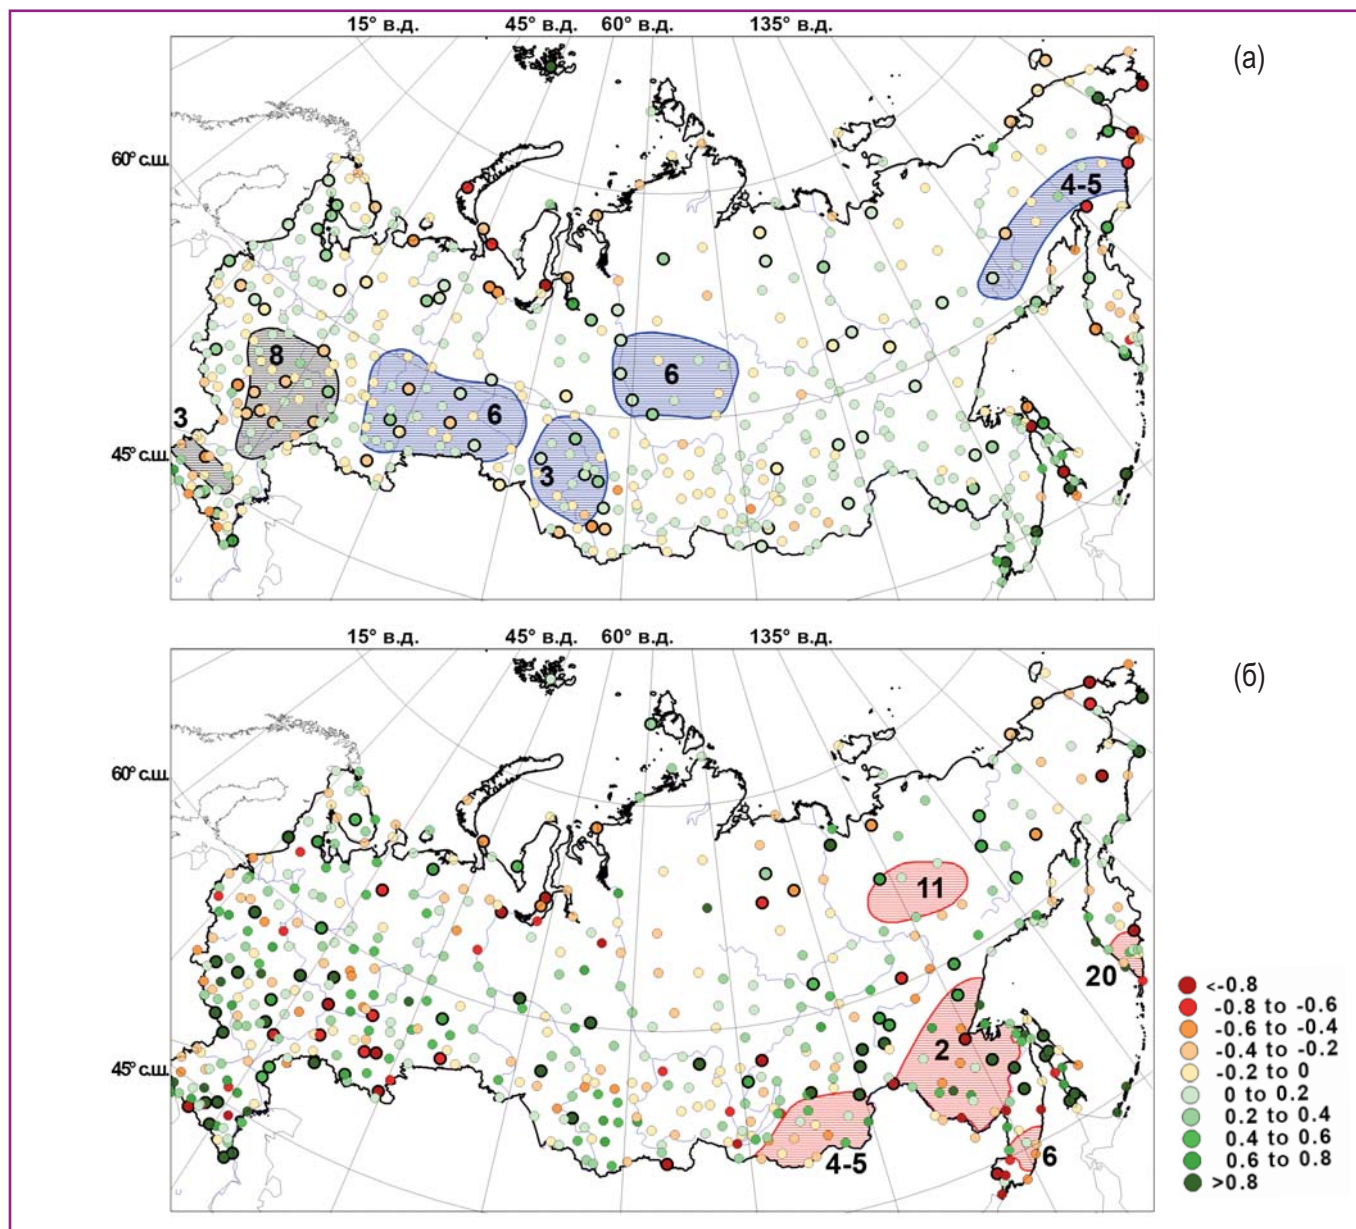 15° в.д. 45° в.д. 60° в.д. 135° в.д.
(а)
60° с.ш.
4-5
8
6
6
3
45° с.ш.
3
15° в.д. 45° в.д. 60° в.д. 135° в.д.
(б)
60° с.ш.
11
20
2
45° с.ш.
4-5
6
<-0.8
-0.8 to -0.6
-0.6 to -0.4
-0.4 to -0.2
-0.2 to 0
0 to 0.2
0.2 to 0.4
0.4 to 0.6
0.6 to 0.8
>0.8